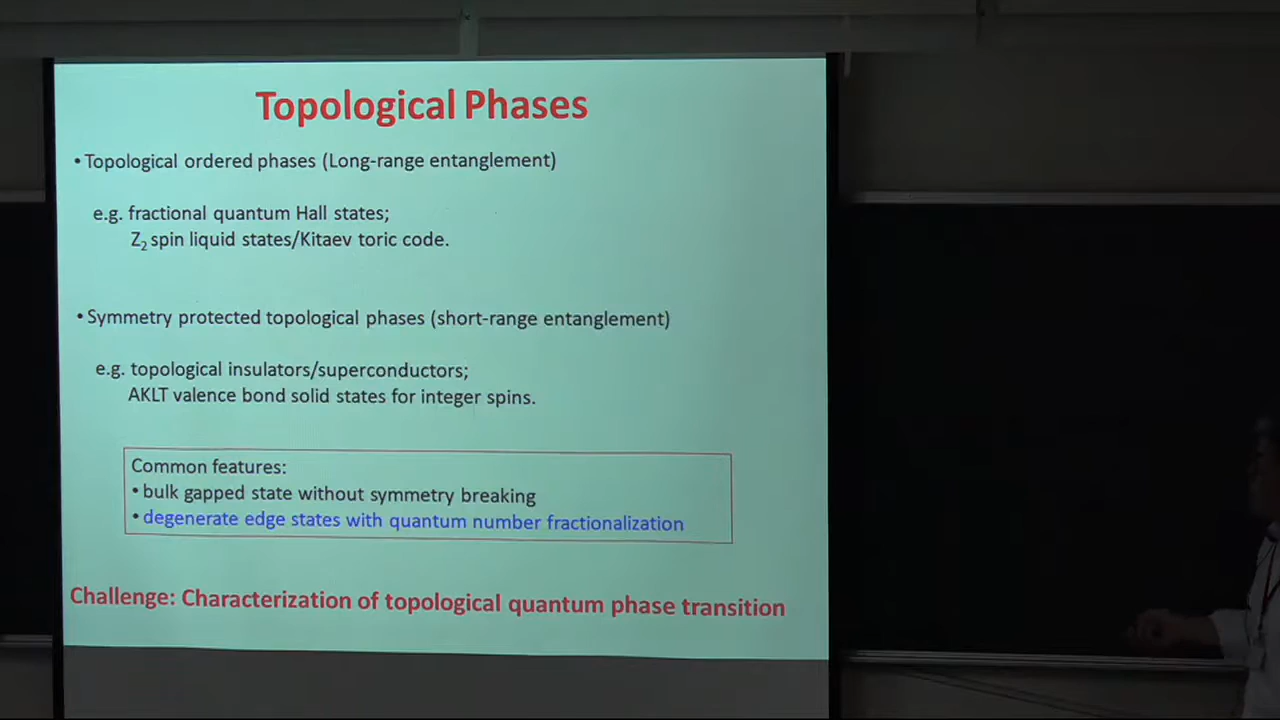 Topological Phases
• Topological ordered phases (Long-range entanglement)
e.g. fractional quantum Hall states;
Z₂ spin liquid states/Kitaev toric code.
• Symmetry protected topological phases (short-range entanglement)
e.g. topological insulators/superconductors;
AKLT valence bond solid states for integer spins.
Common features:
• bulk gapped state without symmetry breaking
• degenerate edge states with quantum number fractionalization
Challenge: Characterization of topological quantum phase transition